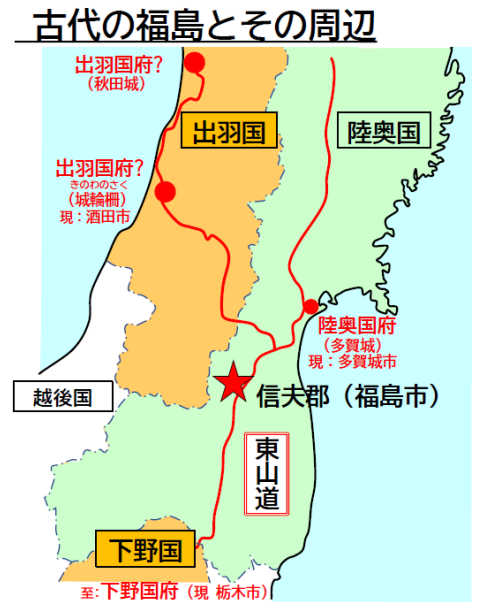 古代の福島とその周辺
出羽国府?
(秋田城)
出羽国
陸奥国
出羽国府?
きのわのさく
(城輪柵)
現:酒田市
陸奥国府
(多賀城)
現:多賀城市
越後国
信夫郡(福島市)
東山道
下野国
至:下野国府(現 栃木市)